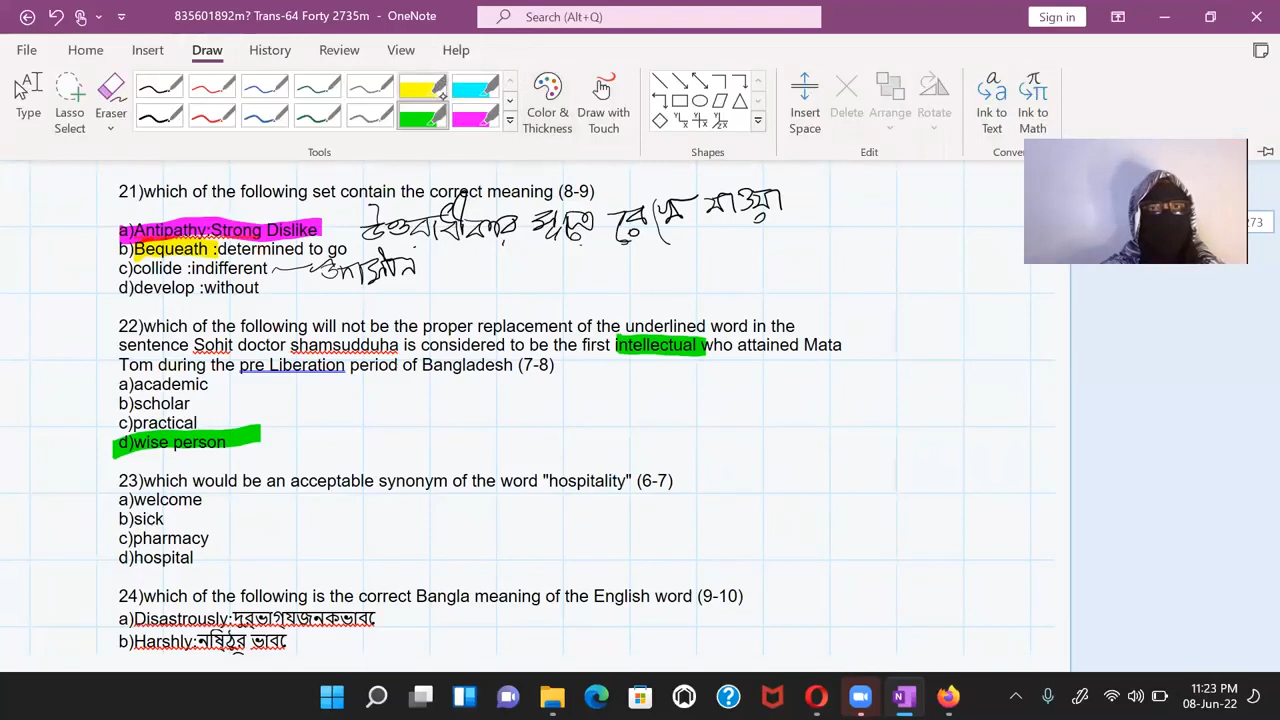 835601892m? Trans-64 Forty 2735m - OneNote
Search (Alt+Q)
Sign in
File Home Insert Draw History Review View Help
Type
Lasso Select
Eraser
Color & Thickness
Draw with Touch
Insert Space
Delete
Arrange
Rotate
Ink to Text
Ink to Math
Tools Shapes Edit Conver
273
21)which of the following set contain the correct meaning (8-9)
a)Antipathy:Strong Dislike
উত্তরাধীকার সূত্রে রেখে যাওয়া
b)Bequeath :determined to go
c)collide :indifferent উদাসীন
d)develop :without
22)which of the following will not be the proper replacement of the underlined word in the
sentence Sohit doctor shamsudduha is considered to be the first intellectual who attained Mata
Tom during the pre Liberation period of Bangladesh (7-8)
a)academic
b)scholar
c)practical
d)wise person
23)which would be an acceptable synonym of the word "hospitality" (6-7)
a)welcome
b)sick
c)pharmacy
d)hospital
24)which of the following is the correct Bangla meaning of the English word (9-10)
a)Disastrously:দুর্ভাগ্যজনকভাবে
b)Harshly:নিষ্ঠুর ভাবে
11:23 PM
08-Jun-22